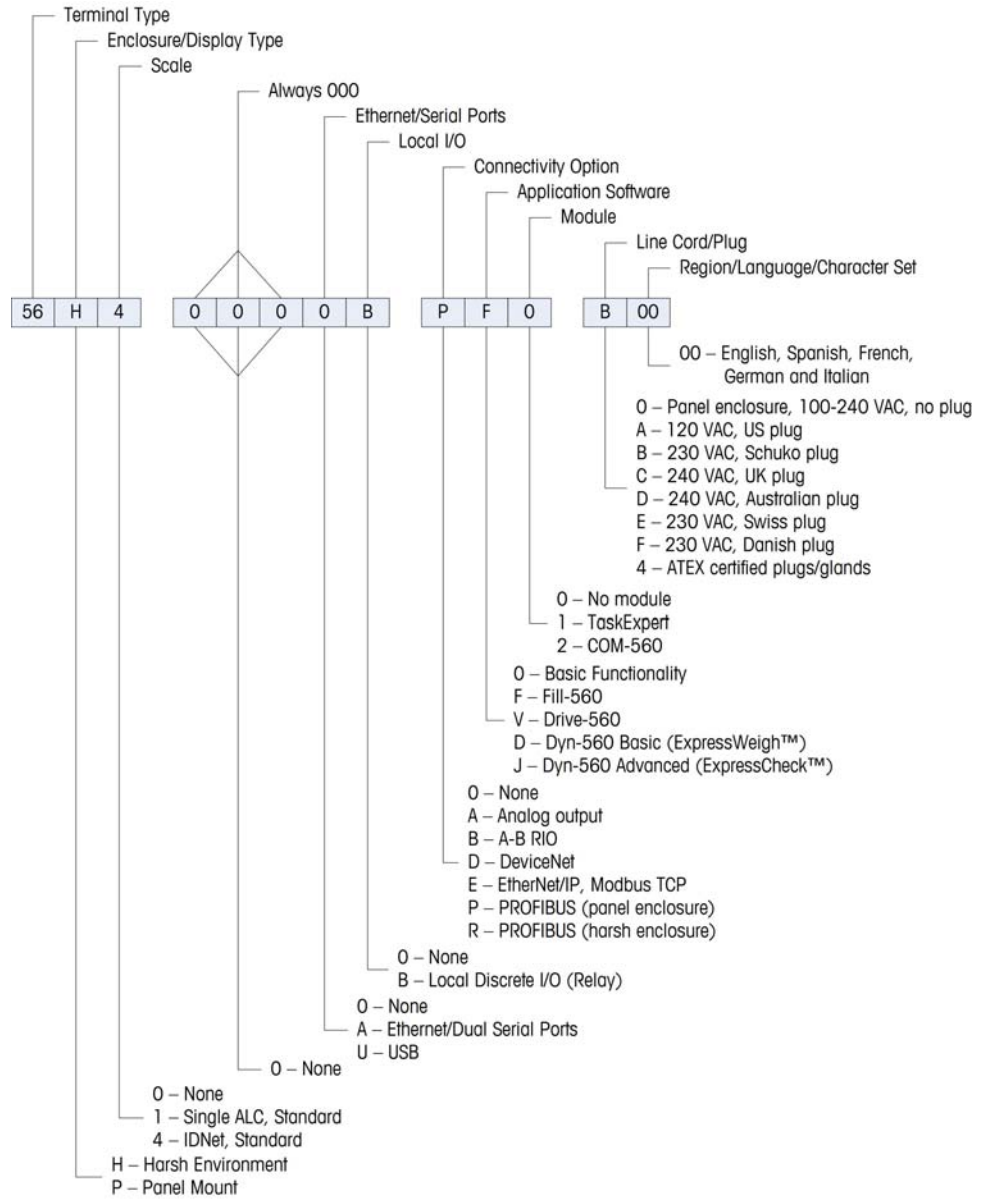 Terminal Type
Enclosure/Display Type
Scale
Always 000
Ethernet/Serial Ports
Local I/O
Connectivity Option
Application Software
Module
Line Cord/Plug
Region/Language/Character Set
56 H 4 0 0 0 0 B P F 0 B 00
00 – English, Spanish, French,
German and Italian
0 – Panel enclosure, 100-240 VAC, no plug
A – 120 VAC, US plug
B – 230 VAC, Schuko plug
C – 240 VAC, UK plug
D – 240 VAC, Australian plug
E – 230 VAC, Swiss plug
F – 230 VAC, Danish plug
4 – ATEX certified plugs/glands
0 – No module
1 – TaskExpert
2 – COM-560
0 – Basic Functionality
F – Fill-560
V – Drive-560
D – Dyn-560 Basic (ExpressWeigh™)
J – Dyn-560 Advanced (ExpressCheck™)
0 – None
A – Analog output
B – A-B RIO
D – DeviceNet
E – EtherNet/IP, Modbus TCP
P – PROFIBUS (panel enclosure)
R – PROFIBUS (harsh enclosure)
0 – None
B – Local Discrete I/O (Relay)
0 – None
A – Ethernet/Dual Serial Ports
U – USB
0 – None
0 – None
1 – Single ALC, Standard
4 – IDNet, Standard
H – Harsh Environment
P – Panel Mount